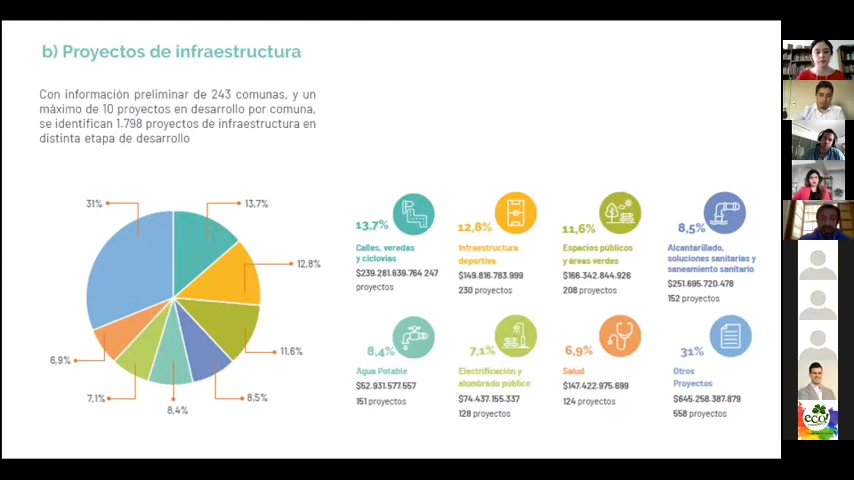 b) Proyectos de infraestructura
Con información preliminar de 243 comunas, y un
máximo de 10 proyectos en desarrollo por comuna,
se identifican 1.798 proyectos de infraestructura en
distinta etapa de desarrollo
31%
13,7%
12,8%
11,6%
8,5%
8,4%
7,1%
6,9%
13,7%
Calles, veredas
y ciclovías
$239.281.639.764 247
proyectos
12,8%
Infraestructura
deportiva
$149.816.783.999
230 proyectos
11,6%
Espacios públicos
y áreas verdes
$166.342.844.926
208 proyectos
8,5%
Alcantarillado,
soluciones sanitarias y
saneamiento sanitario
$251.695.720.478
152 proyectos
8,4%
Agua Potable
$52.931.577.557
151 proyectos
7,1%
Electrificación y
alumbrado público
$74.437.155.337
128 proyectos
6,9%
Salud
$147.422.975.699
124 proyectos
31%
Otros
Proyectos
$645.258.387.879
558 proyectos
eco!